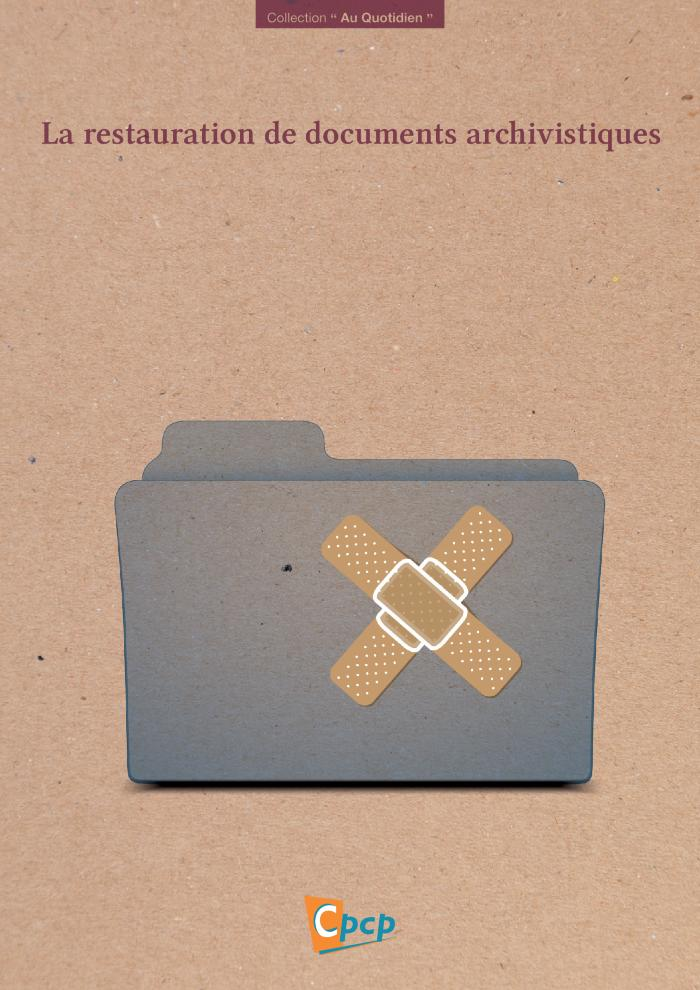 Collection “ Au Quotidien ”
La restauration de documents archivistiques
Cpcp